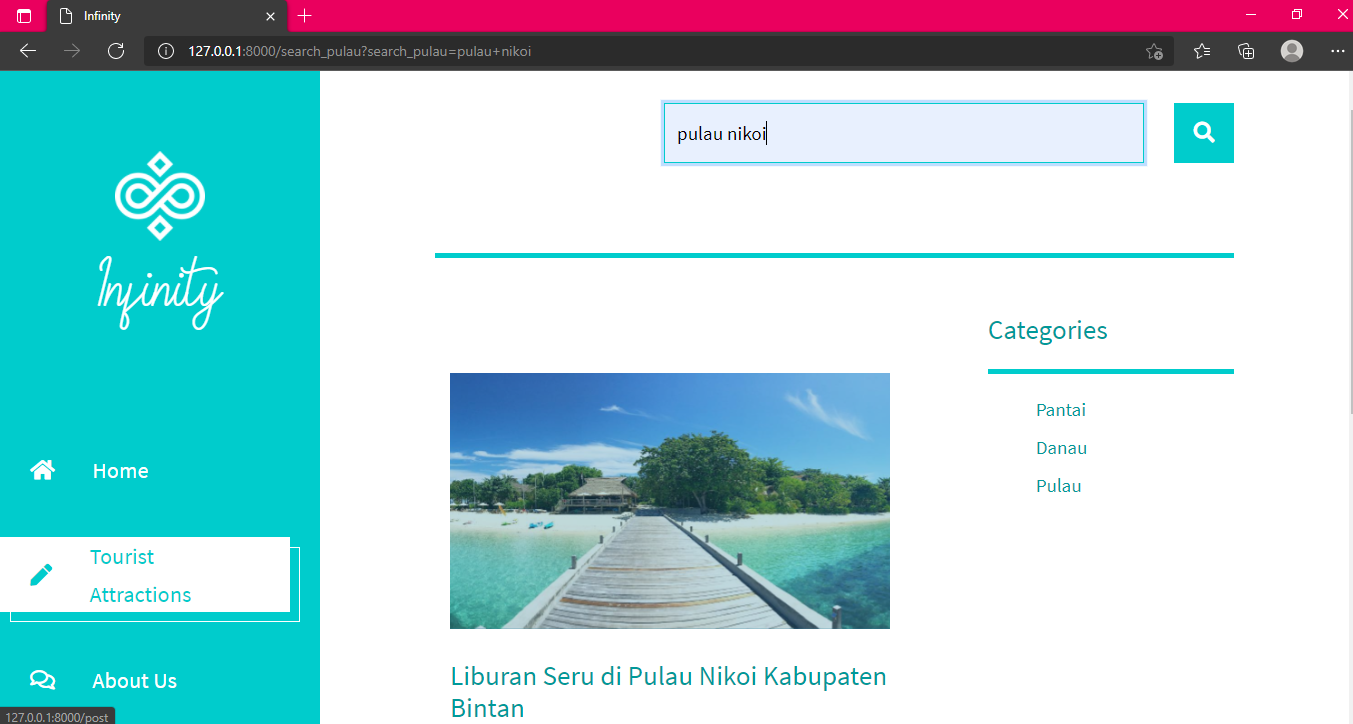 Infinity
127.0.0.1:8000/search_pulau?search_pulau=pulau+nikoi
pulau nikoi
Infinity
Categories
Pantai
Danau
Pulau
Home
Tourist
Attractions
About Us
Liburan Seru di Pulau Nikoi Kabupaten
Bintan
127.0.0.1:8000/post